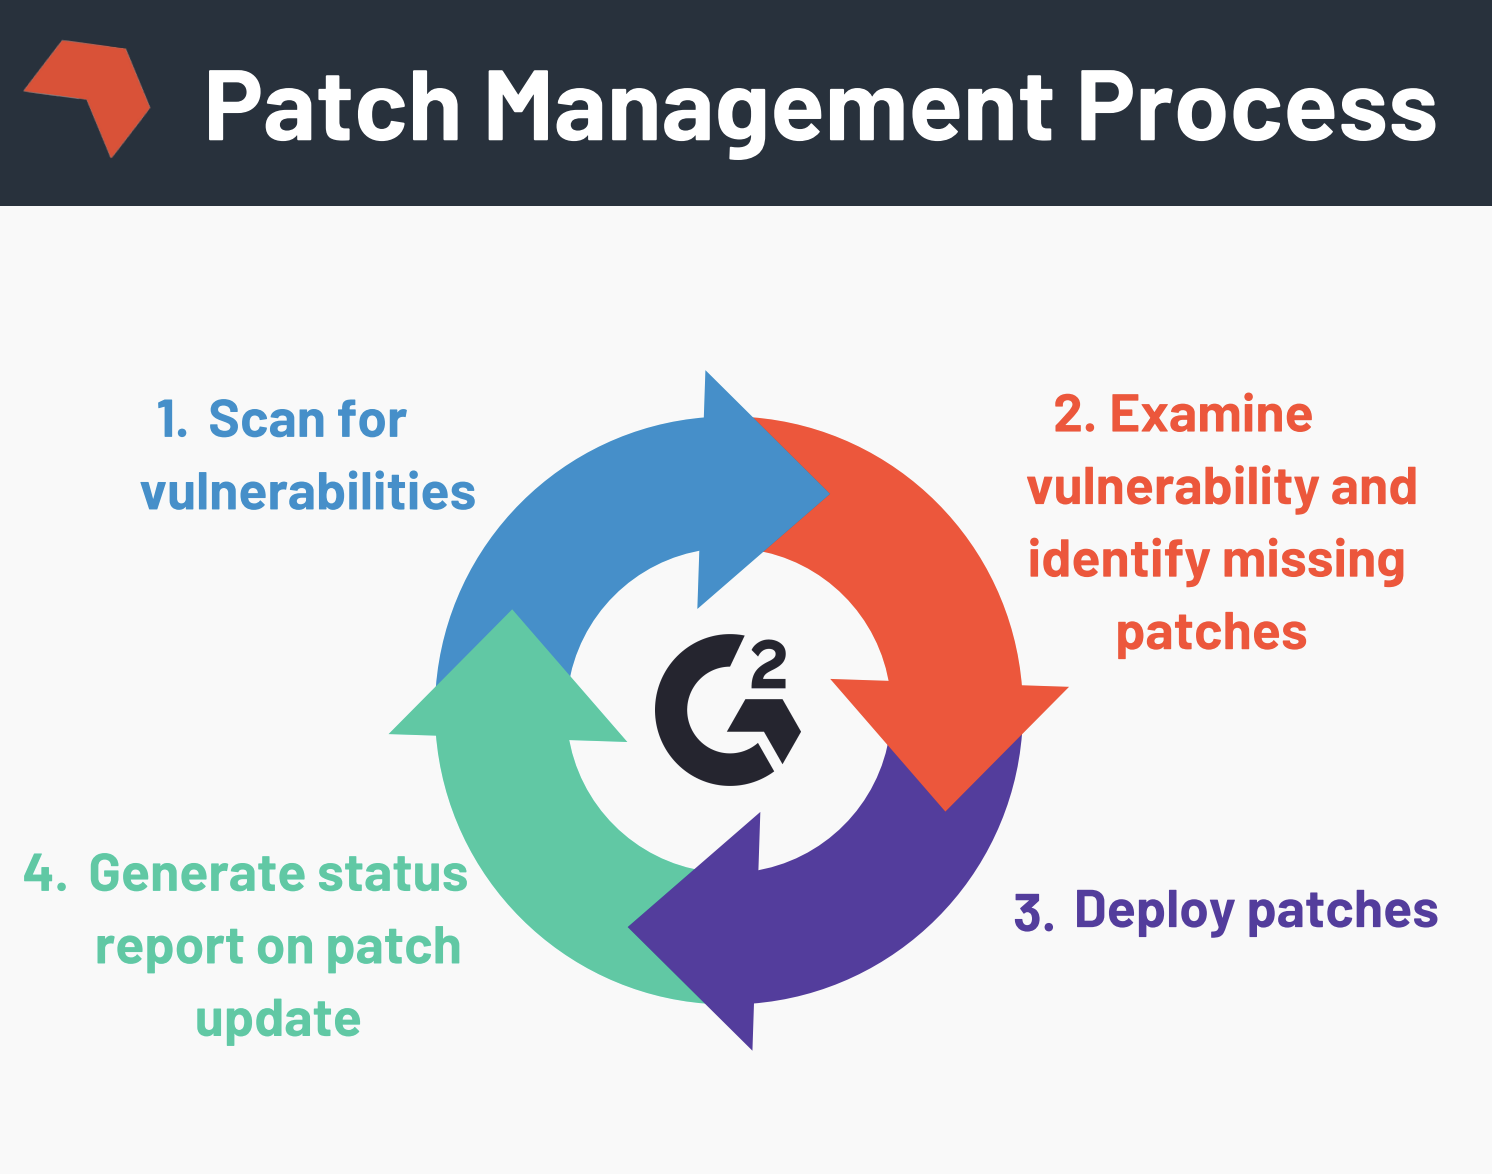 Patch Management Process
1. Scan for
vulnerabilities
2. Examine
vulnerability and
identify missing
patches
G2
3. Deploy patches
4. Generate status
report on patch
update